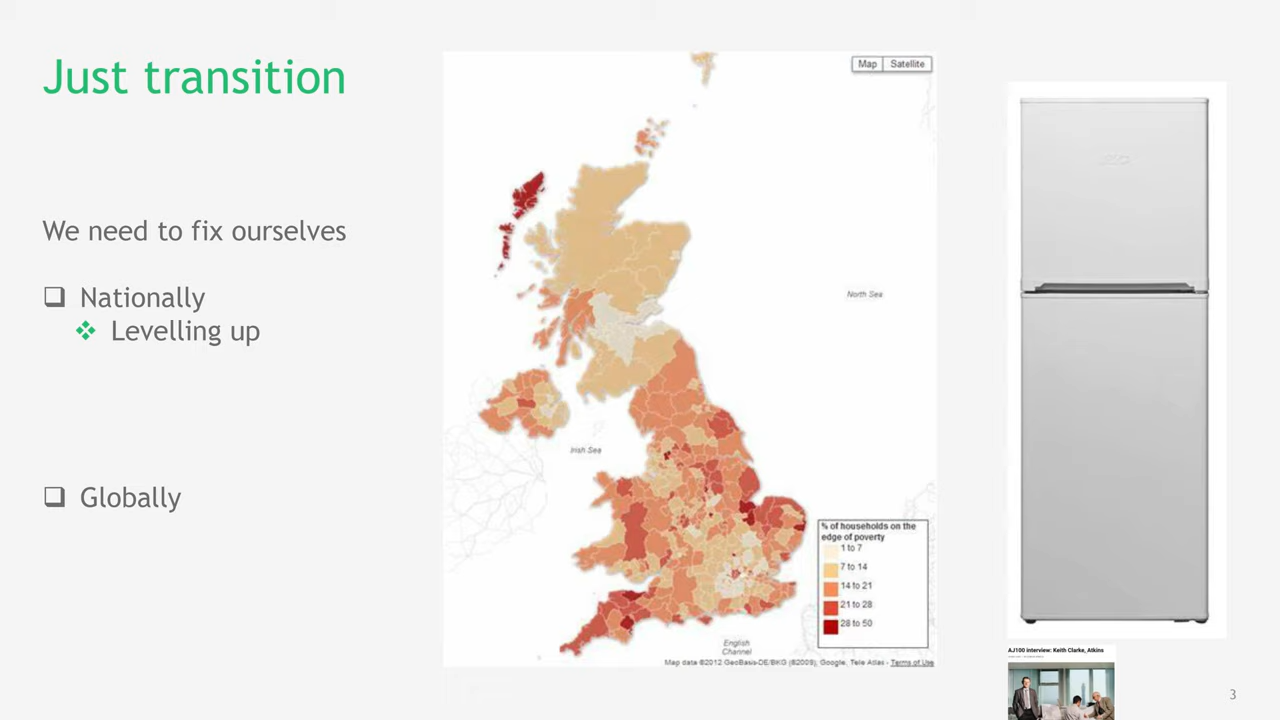 Just transition
We need to fix ourselves
Nationally
Levelling up
Globally
Map
Satellite
North Sea
Irish Sea
% of households on the
edge of poverty
1 to 7
7 to 14
14 to 21
21 to 28
28 to 50
English
Channel
Map data ©2012 GeoBasis-DE/BKG (©2009), Google, Tele Atlas - Terms of Use
AJ100 interview: Keith Clarke, Atkins
3